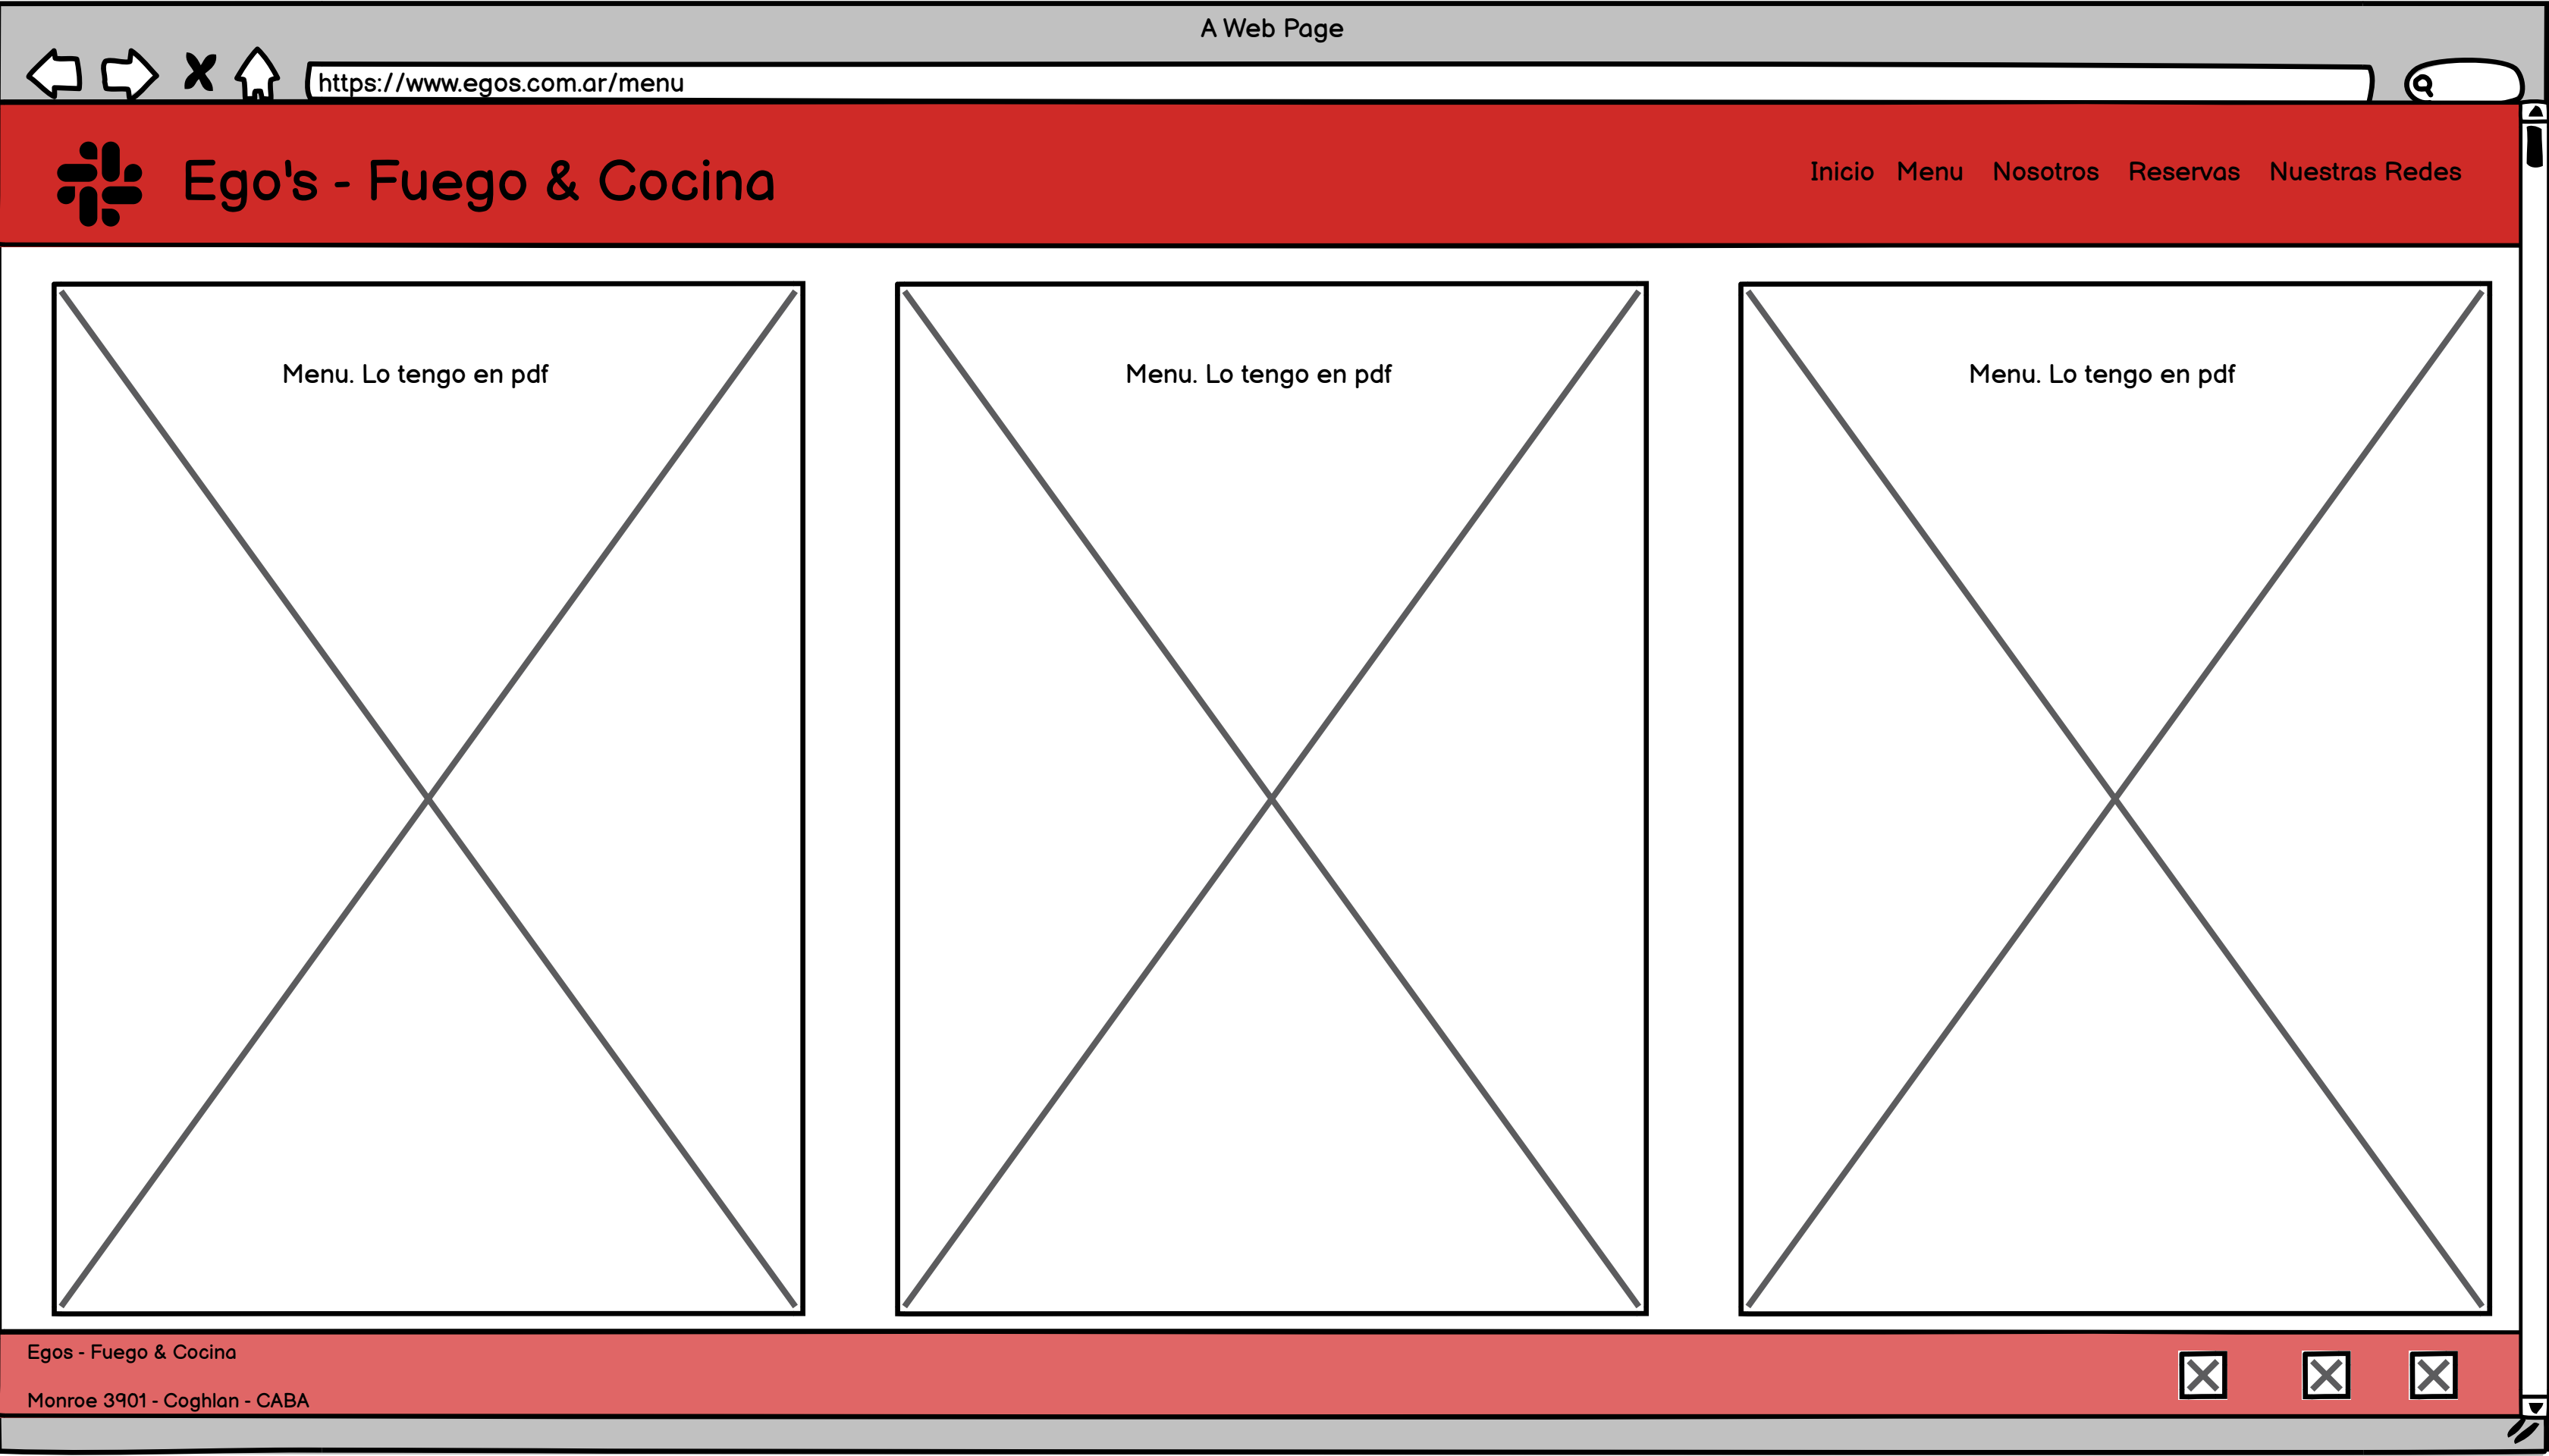 A Web Page
https://www.egos.com.ar/menu
Ego's - Fuego & Cocina
Inicio Menu Nosotros Reservas Nuestras Redes
Menu. Lo tengo en pdf
Menu. Lo tengo en pdf
Menu. Lo tengo en pdf
Egos - Fuego & Cocina
Monroe 3901 - Coghlan - CABA